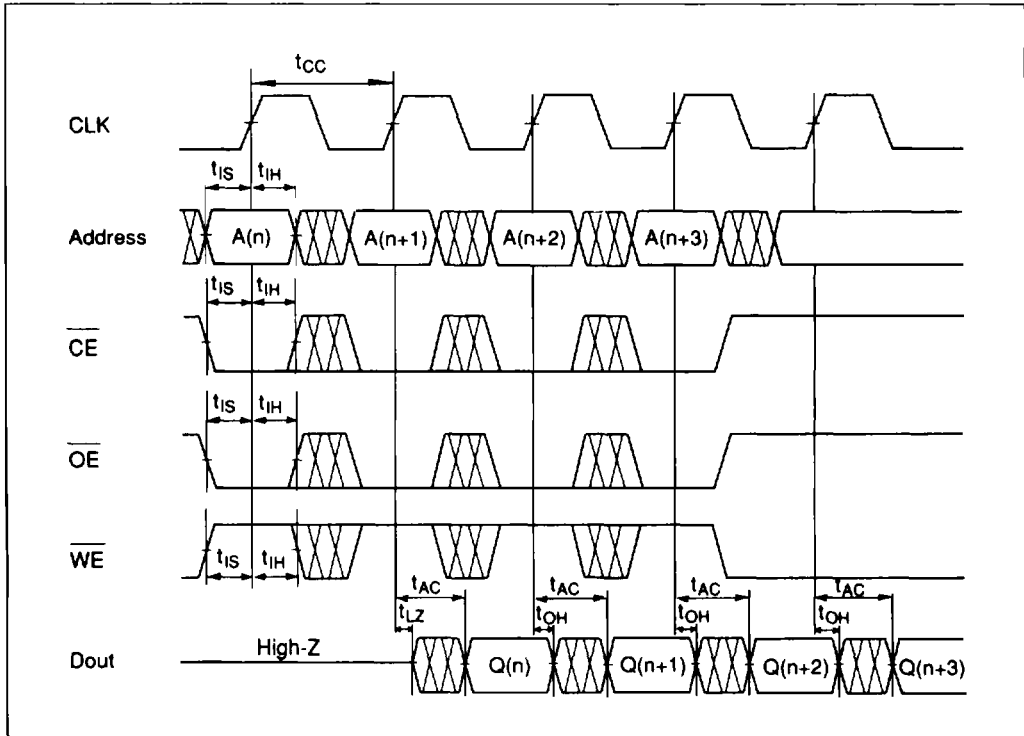 tCC
CLK
tIS tIH
Address A(n) A(n+1) A(n+2) A(n+3)
tIS tIH
CE
tIS tIH
OE
WE
tIS tIH
tAC tAC tAC tAC
tLZ tOH tOH tOH
Dout High-Z Q(n) Q(n+1) Q(n+2) Q(n+3)